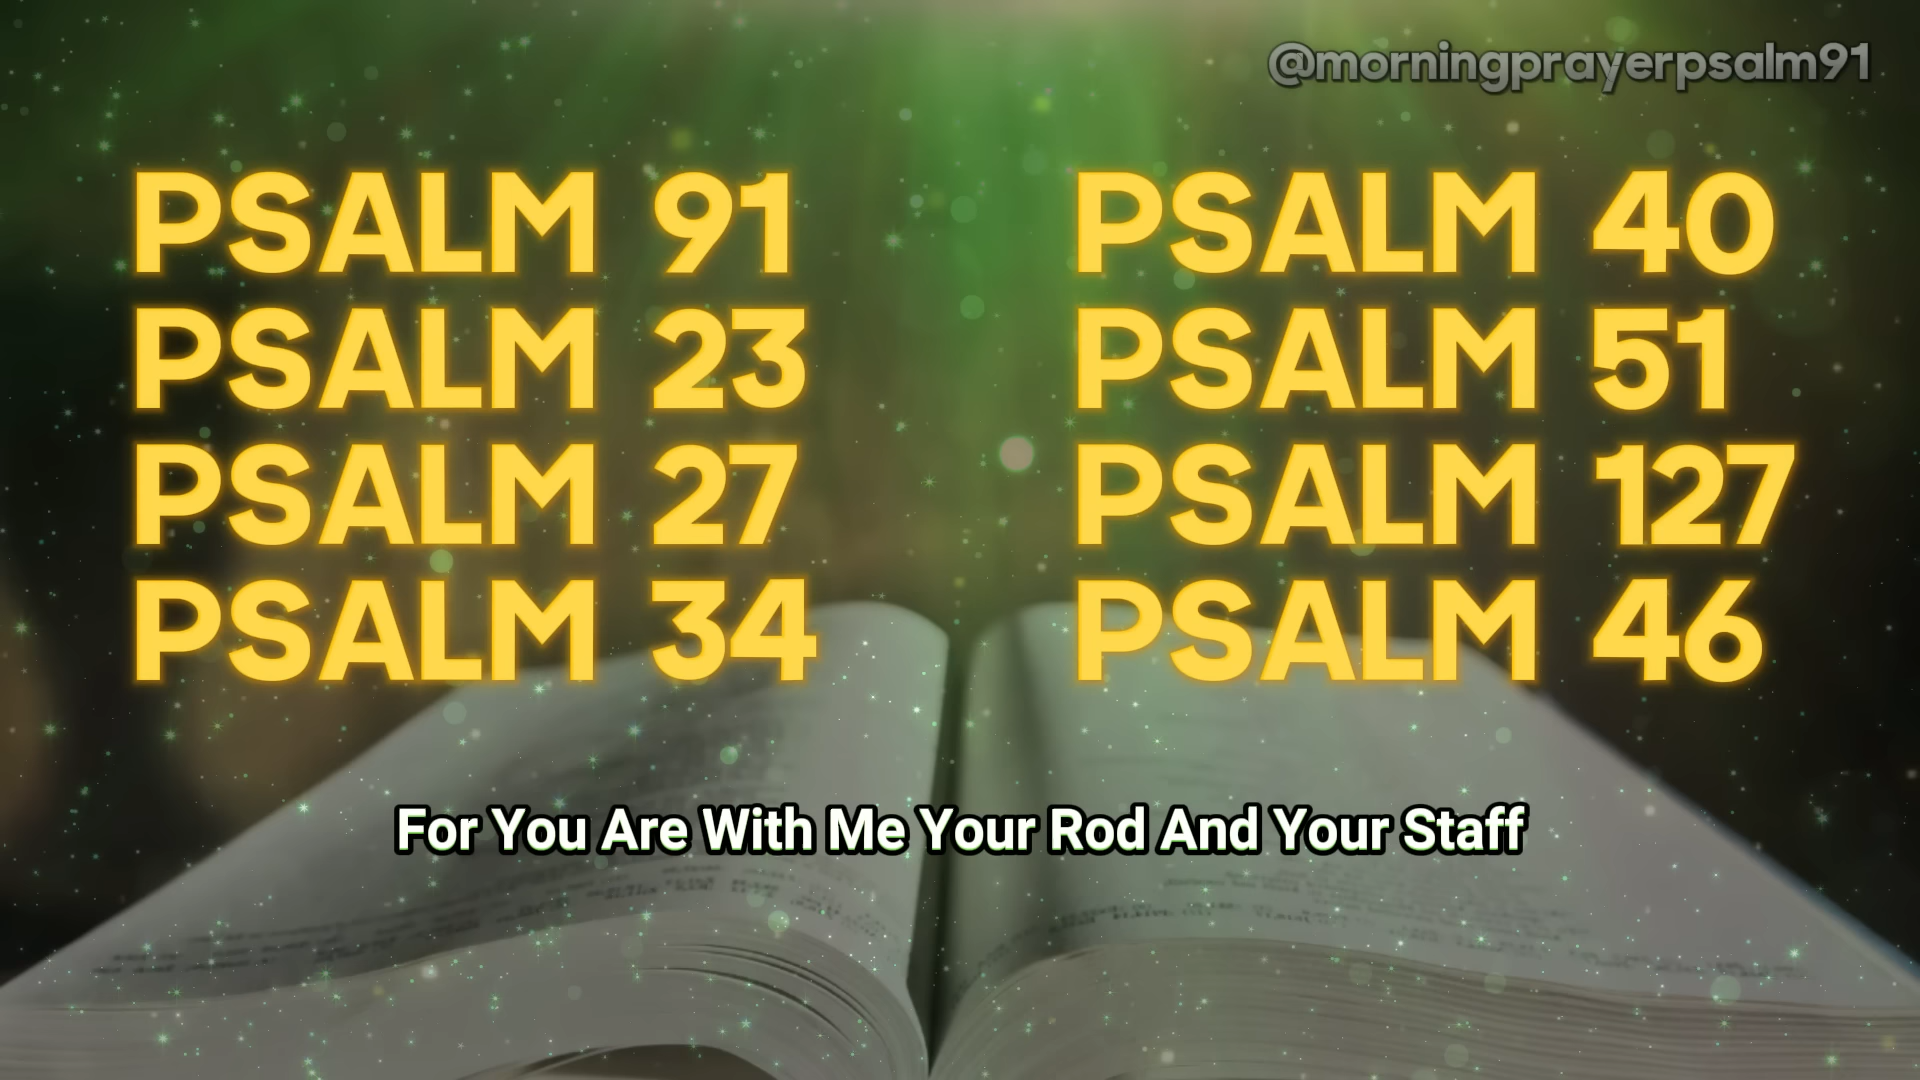 @morningprayerpsalm91
PSALM 91
PSALM 23
PSALM 27
PSALM 34
PSALM 40
PSALM 51
PSALM 127
PSALM 46
For You Are With Me Your Rod And Your Staff